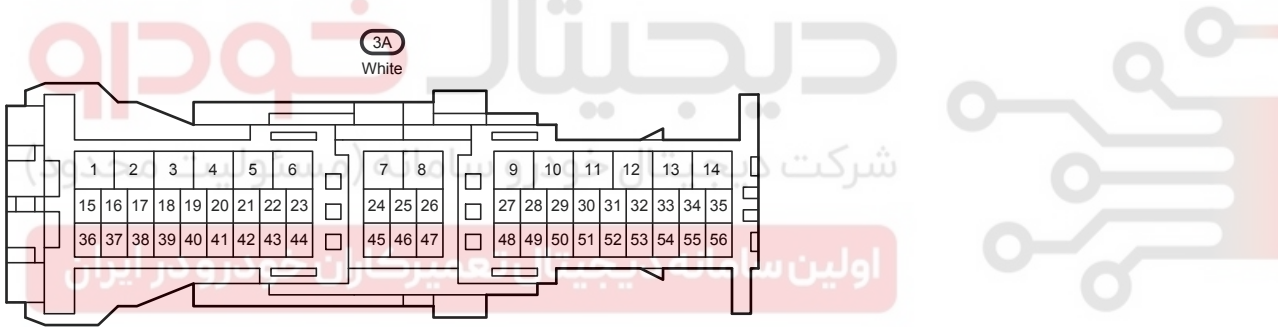 دیجیتال خودرو
3A
White
شرکت دیجیتال خودرو سامانه (مسئولیت محدود)
1 2 3 4 5 6 7 8 9 10 11 12 13 14
15 16 17 18 19 20 21 22 23 24 25 26 27 28 29 30 31 32 33 34 35
36 37 38 39 40 41 42 43 44 45 46 47 48 49 50 51 52 53 54 55 56
اولین سامانه دیجیتال تعمیرکاران خودرو در ایران